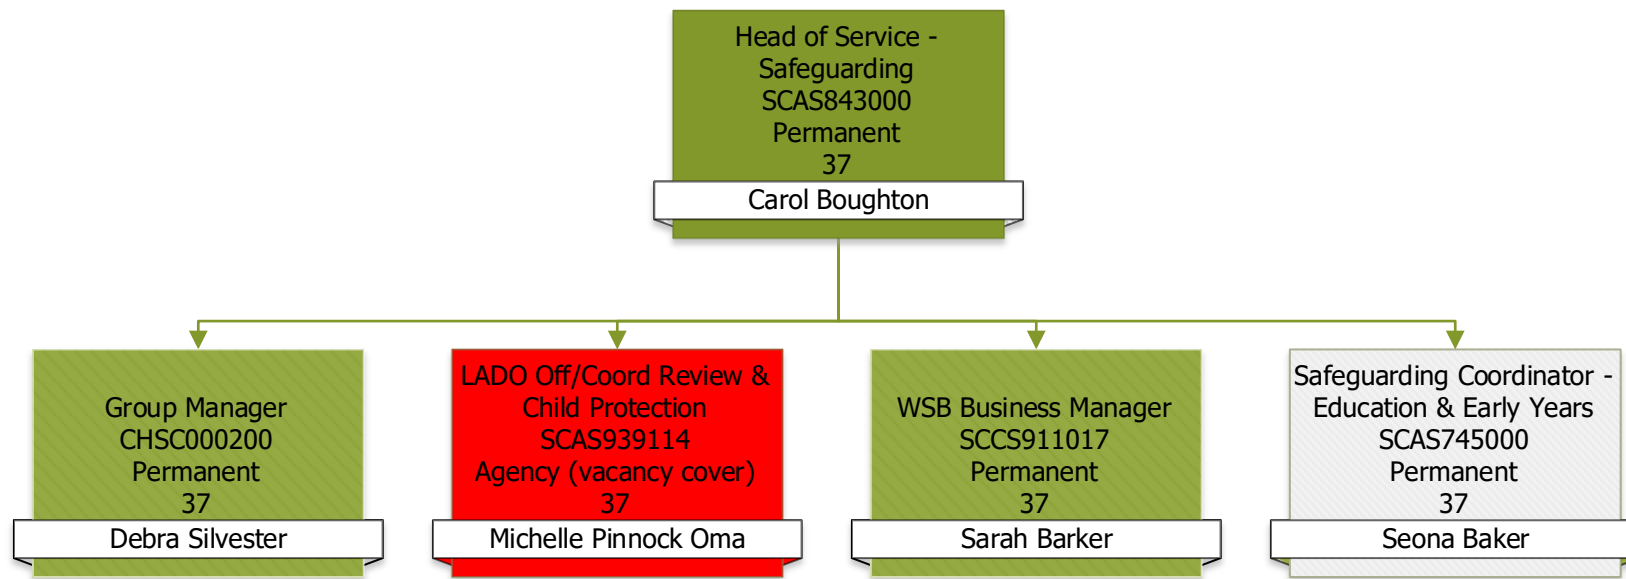 Head of Service -
Safeguarding
SCAS843000
Permanent
37
Carol Boughton
Group Manager
CHSC000200
Permanent
37
Debra Silvester
LADO Off/Coord Review &
Child Protection
SCAS939114
Agency (vacancy cover)
37
Michelle Pinnock Oma
WSB Business Manager
SCCS911017
Permanent
37
Sarah Barker
Safeguarding Coordinator -
Education & Early Years
SCAS745000
Permanent
37
Seona Baker